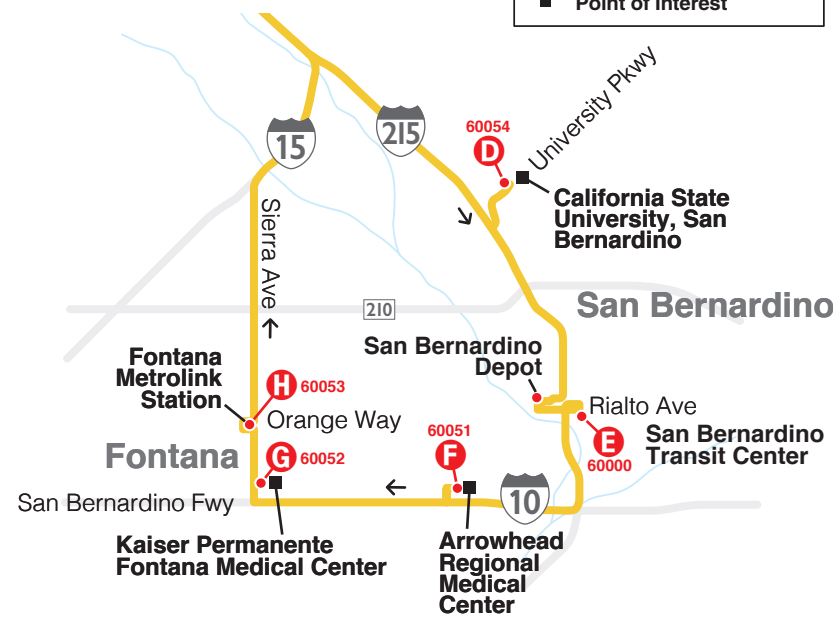 Point of Interest
University Pkwy
60054
D
215
15
California State
University, San
Bernardino
Sierra Ave
San Bernardino
210
San Bernardino
Depot
Fontana
Metrolink
Station
H
60053
Orange Way
Rialto Ave
San Bernardino
Transit Center
E
60000
60051
F
Fontana
G
60052
San Bernardino Fwy
10
Kaiser Permanente
Fontana Medical Center
Arrowhead
Regional
Medical
Center